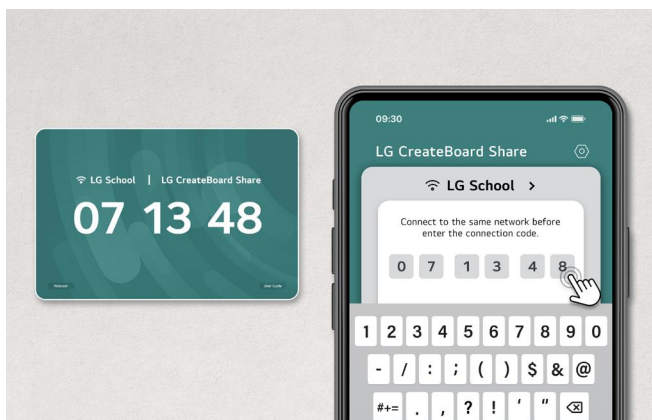 LG School | LG CreateBoard Share
07 13 48
User Guide
09:30
LG CreateBoard Share
LG School >
Connect to the same network before
enter the connection code.
0 7 1 3 4 8
1 2 3 4 5 6 7 8 9 0
- / : ; ( ) $ & @
#+= . , ? ! ' "